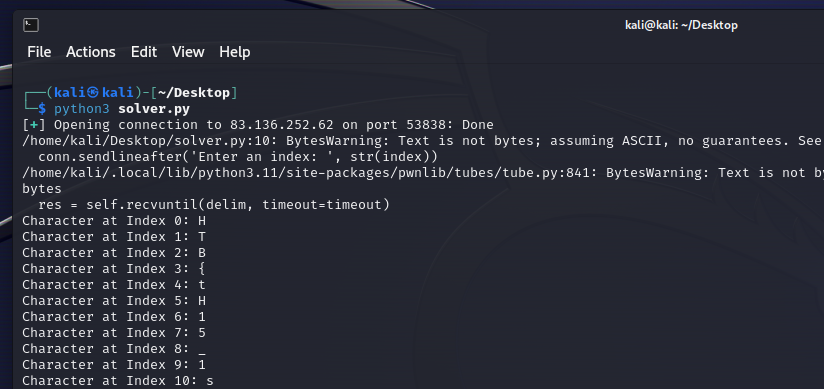 kali@kali: ~/Desktop
File Actions Edit View Help
┌──(kali㉿kali)-[~/Desktop]
└─$ python3 solver.py
[+] Opening connection to 83.136.252.62 on port 53838: Done
/home/kali/Desktop/solver.py:10: BytesWarning: Text is not bytes; assuming ASCII, no guarantees. See
conn.sendlineafter('Enter an index: ', str(index))
/home/kali/.local/lib/python3.11/site-packages/pwnlib/tubes/tube.py:841: BytesWarning: Text is not by
bytes
res = self.recvuntil(delim, timeout=timeout)
Character at Index 0: H
Character at Index 1: T
Character at Index 2: B
Character at Index 3: {
Character at Index 4: t
Character at Index 5: H
Character at Index 6: 1
Character at Index 7: 5
Character at Index 8: _
Character at Index 9: 1
Character at Index 10: s